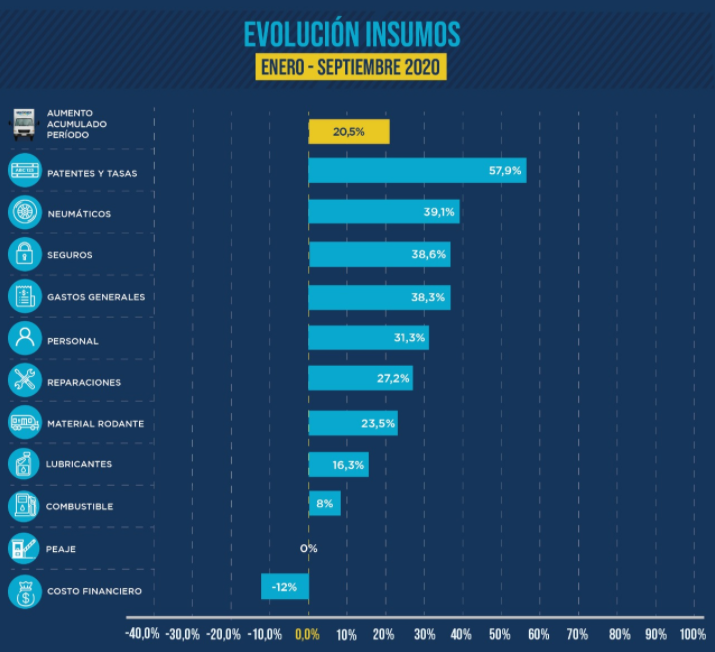 EVOLUCIÓN INSUMOS
ENERO - SEPTIEMBRE 2020
AUMENTO
ACUMULADO
PERÍODO
20,5%
PATENTES Y TASAS
57,9%
NEUMÁTICOS
39,1%
SEGUROS
38,6%
GASTOS GENERALES
38,3%
PERSONAL
31,3%
REPARACIONES
27,2%
MATERIAL RODANTE
23,5%
LUBRICANTES
16,3%
COMBUSTIBLE
8%
PEAJE
0%
COSTO FINANCIERO
-12%
-40,0% -30,0% -20,0% -10,0% 0,0% 10% 20% 30% 40% 50% 60% 70% 80% 90% 100%